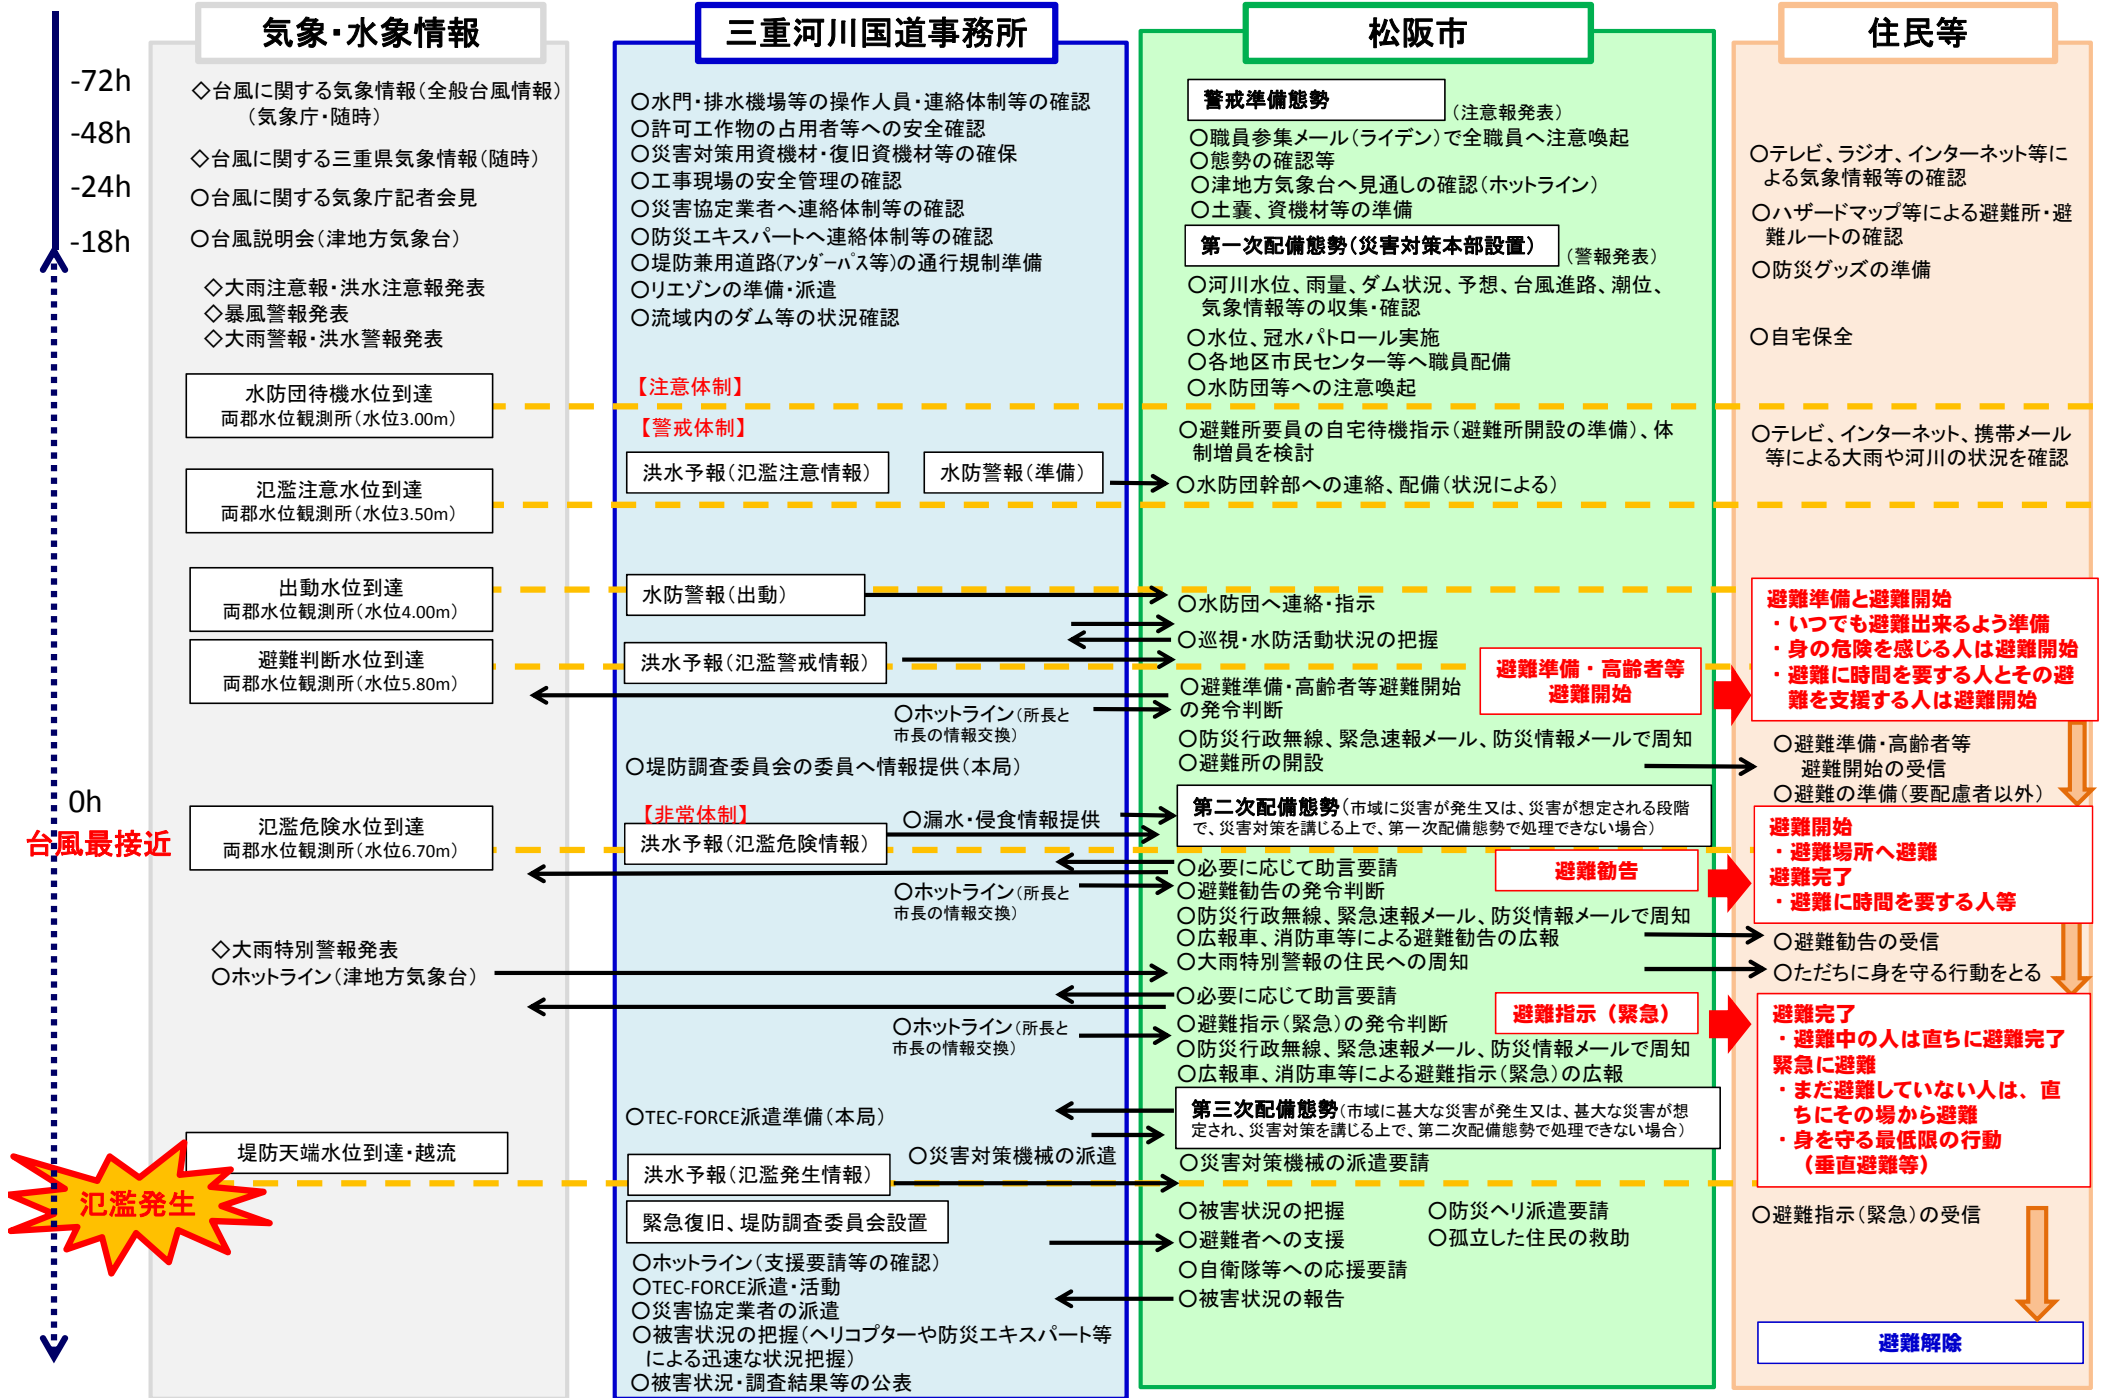 -72h
-48h
-24h
-18h
0h
台風最接近
氾濫発生
気象・水象情報
◇台風に関する気象情報(全般台風情報)
(気象庁・随時)
◇台風に関する三重県気象情報(随時)
○台風に関する気象庁記者会見
○台風説明会(津地方気象台)
◇大雨注意報・洪水注意報発表
◇暴風警報発表
◇大雨警報・洪水警報発表
水防団待機水位到達
両郡水位観測所(水位3.00m)
氾濫注意水位到達
両郡水位観測所(水位3.50m)
出動水位到達
両郡水位観測所(水位4.00m)
避難判断水位到達
両郡水位観測所(水位5.80m)
氾濫危険水位到達
両郡水位観測所(水位6.70m)
◇大雨特別警報発表
○ホットライン(津地方気象台)
堤防天端水位到達・越流
三重河川国道事務所
○水門・排水機場等の操作人員・連絡体制等の確認
○許可工作物の占用者等への安全確認
○災害対策用資機材・復旧資機材等の確保
○工事現場の安全管理の確認
○災害協定業者へ連絡体制等の確認
○防災エキスパートへ連絡体制等の確認
○堤防兼用道路(アンダーパス等)の通行規制準備
○リエゾンの準備・派遣
○流域内のダム等の状況確認
【注意体制】
【警戒体制】
洪水予報(氾濫注意情報)
水防警報(準備)
水防警報(出動)
洪水予報(氾濫警戒情報)
○ホットライン(所長と
市長の情報交換)
○堤防調査委員会の委員へ情報提供(本局)
【非常体制】
○漏水・侵食情報提供
洪水予報(氾濫危険情報)
○ホットライン(所長と
市長の情報交換)
○ホットライン(所長と
市長の情報交換)
○TEC-FORCE派遣準備(本局)
○災害対策機械の派遣
洪水予報(氾濫発生情報)
緊急復旧、堤防調査委員会設置
○ホットライン(支援要請等の確認)
○TEC-FORCE派遣・活動
○災害協定業者の派遣
○被害状況の把握(ヘリコプターや防災エキスパート等
による迅速な状況把握)
○被害状況・調査結果等の公表
松阪市
警戒準備態勢
(注意報発表)
○職員参集メール(ライデン)で全職員へ注意喚起
○態勢の確認等
○津地方気象台へ見通しの確認(ホットライン)
○土嚢、資機材等の準備
第一次配備態勢(災害対策本部設置)
(警報発表)
○河川水位、雨量、ダム状況、予想、台風進路、潮位、
気象情報等の収集・確認
○水位、冠水パトロール実施
○各地区市民センター等へ職員配備
○水防団等への注意喚起
○避難所要員の自宅待機指示(避難所開設の準備)、体
制増員を検討
○水防団幹部への連絡、配備(状況による)
○水防団へ連絡・指示
○巡視・水防活動状況の把握
避難準備・高齢者等
避難開始
○避難準備・高齢者等避難開始
の発令判断
○防災行政無線、緊急速報メール、防災情報メールで周知
○避難所の開設
第二次配備態勢(市域に災害が発生又は、災害が想定される段階
で、災害対策を講じる上で、第一次配備態勢で処理できない場合)
○必要に応じて助言要請
○避難勧告の発令判断
避難勧告
○防災行政無線、緊急速報メール、防災情報メールで周知
○広報車、消防車等による避難勧告の広報
○大雨特別警報の住民への周知
○必要に応じて助言要請
○避難指示(緊急)の発令判断
避難指示(緊急)
○防災行政無線、緊急速報メール、防災情報メールで周知
○広報車、消防車等による避難指示(緊急)の広報
第三次配備態勢(市域に甚大な災害が発生又は、甚大な災害が想
定され、災害対策を講じる上で、第二次配備態勢で処理できない場合)
○災害対策機械の派遣要請
○被害状況の把握
○防災ヘリ派遣要請
○避難者への支援
○孤立した住民の救助
○自衛隊等への応援要請
○被害状況の報告
住民等
○テレビ、ラジオ、インターネット等に
よる気象情報等の確認
○ハザードマップ等による避難所・避
難ルートの確認
○防災グッズの準備
○自宅保全
○テレビ、インターネット、携帯メール
等による大雨や河川の状況を確認
避難準備と避難開始
・いつでも避難出来るよう準備
・身の危険を感じる人は避難開始
・避難に時間を要する人とその避
難を支援する人は避難開始
○避難準備・高齢者等
避難開始の受信
○避難の準備(要配慮者以外)
避難開始
・避難場所へ避難
避難完了
・避難に時間を要する人等
○避難勧告の受信
○ただちに身を守る行動をとる
避難完了
・避難中の人は直ちに避難完了
緊急に避難
・まだ避難していない人は、直
ちにその場から避難
・身を守る最低限の行動
(垂直避難等)
○避難指示(緊急)の受信
避難解除